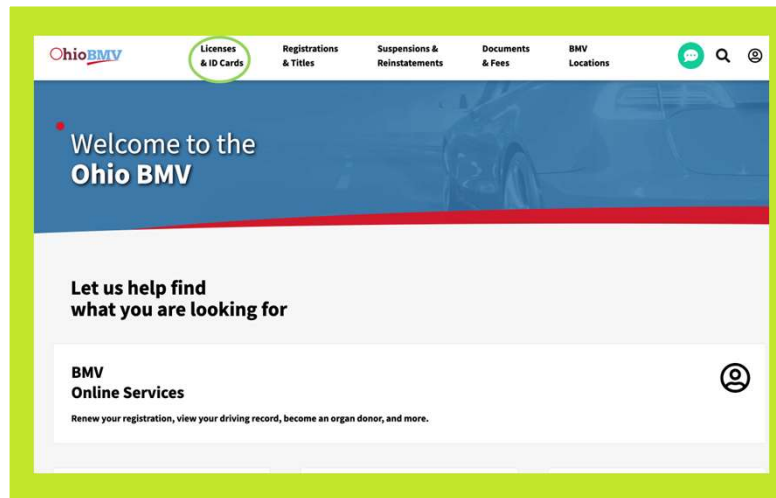 OhioBMV
Licenses
& ID Cards
Registrations
& Titles
Suspensions &
Reinstatements
Documents
& Fees
BMV
Locations
Welcome to the
Ohio BMV
Let us help find
what you are looking for
BMV
Online Services
Renew your registration, view your driving record, become an organ donor, and more.